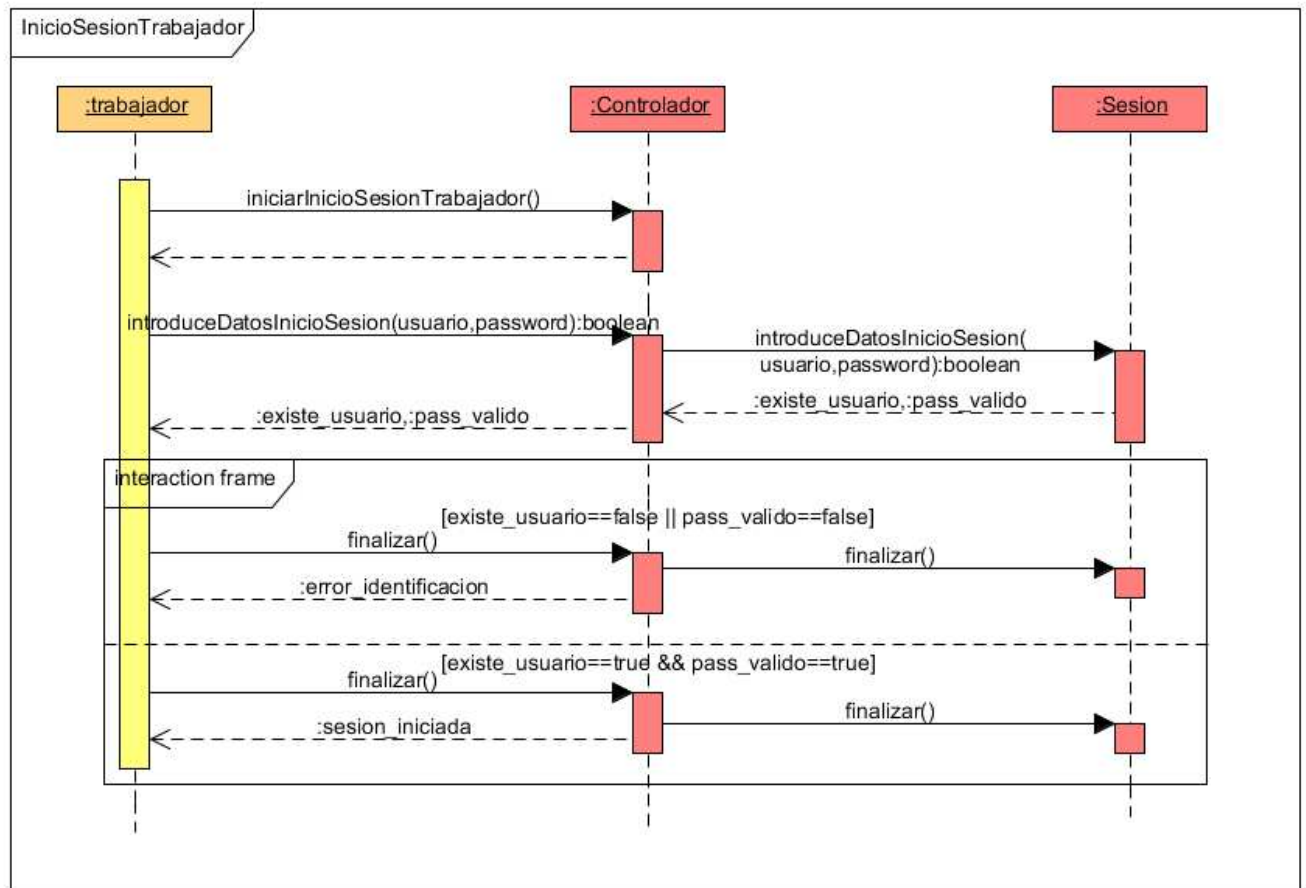 InicioSesionTrabajador
:trabajador
:Controlador
:Sesion
iniciarInicioSesionTrabajador()
introduceDatosInicioSesion(usuario,password):boolean
introduceDatosInicioSesion(
usuario,password):boolean
:existe_usuario,:pass_valido
:existe_usuario,:pass_valido
interaction frame
[existe_usuario==false || pass_valido==false]
finalizar()
finalizar()
:error_identificacion
[existe_usuario==true && pass_valido==true]
finalizar()
finalizar()
:sesion_iniciada